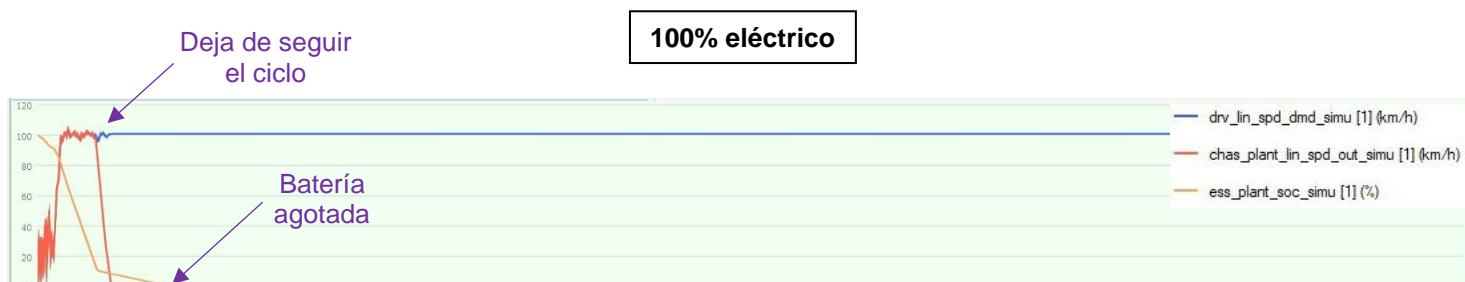 100% eléctrico
Deja de seguir
el ciclo
120
100
80
60
40
20
Batería
agotada
drv_lin_spd_dmd_simu [1] (km/h)
chas_plant_lin_spd_out_simu [1] (km/h)
ess_plant_soc_simu [1] (%)